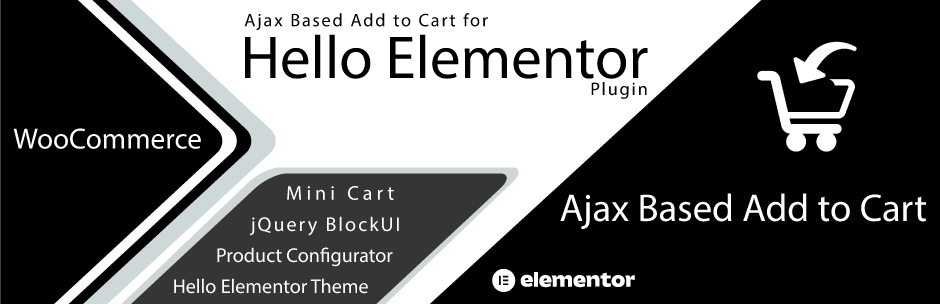 Ajax Based Add to Cart for
Hello Elementor
Plugin
WooCommerce
Mini Cart
jQuery BlockUI
Product Configurator
Hello Elementor Theme
Ajax Based Add to Cart
elementor